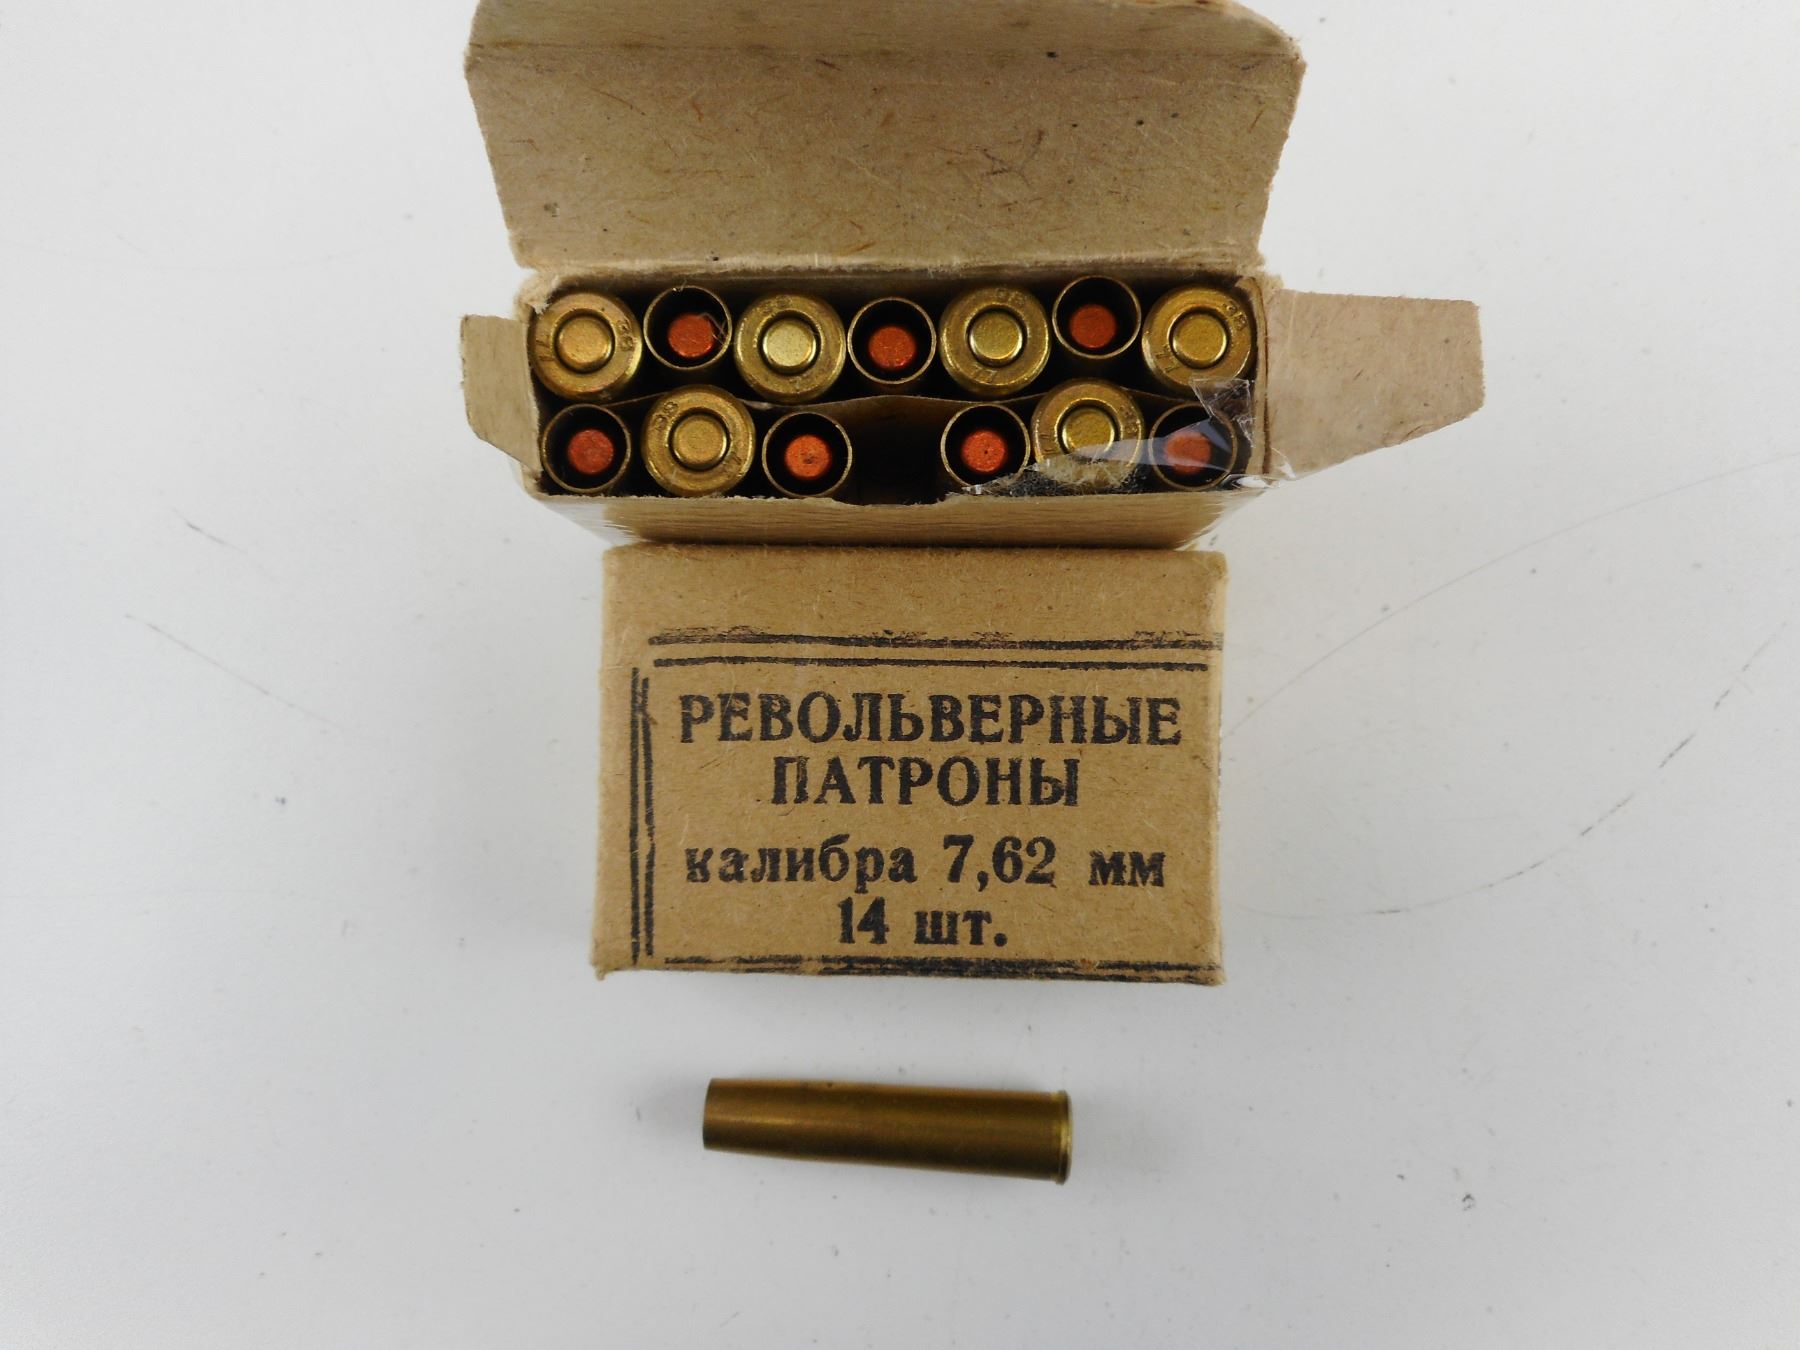 РЕВОЛЬВЕРНЫЕ
ПАТРОНЫ
калибра 7,62 мм
14 шт.